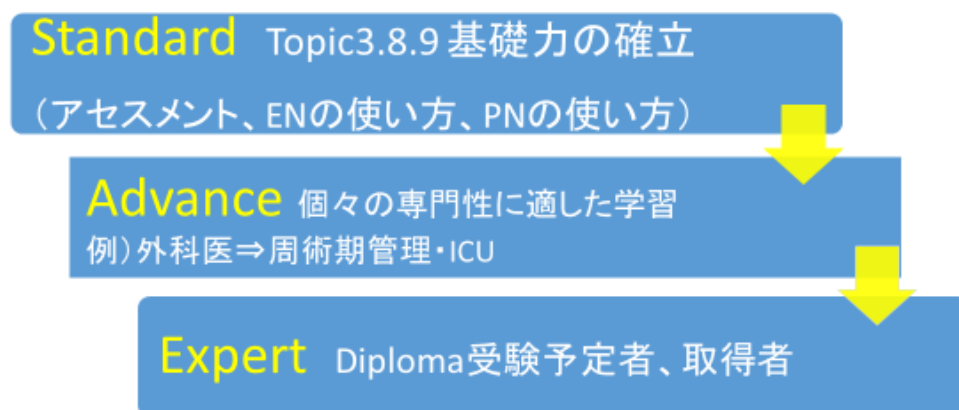 Standard Topic3.8.9 基礎力の確立
（アセスメント、ENの使い方、PNの使い方）
Advance 個々の専門性に適した学習
例）外科医⇒周術期管理・ICU
Expert Diploma受験予定者、取得者